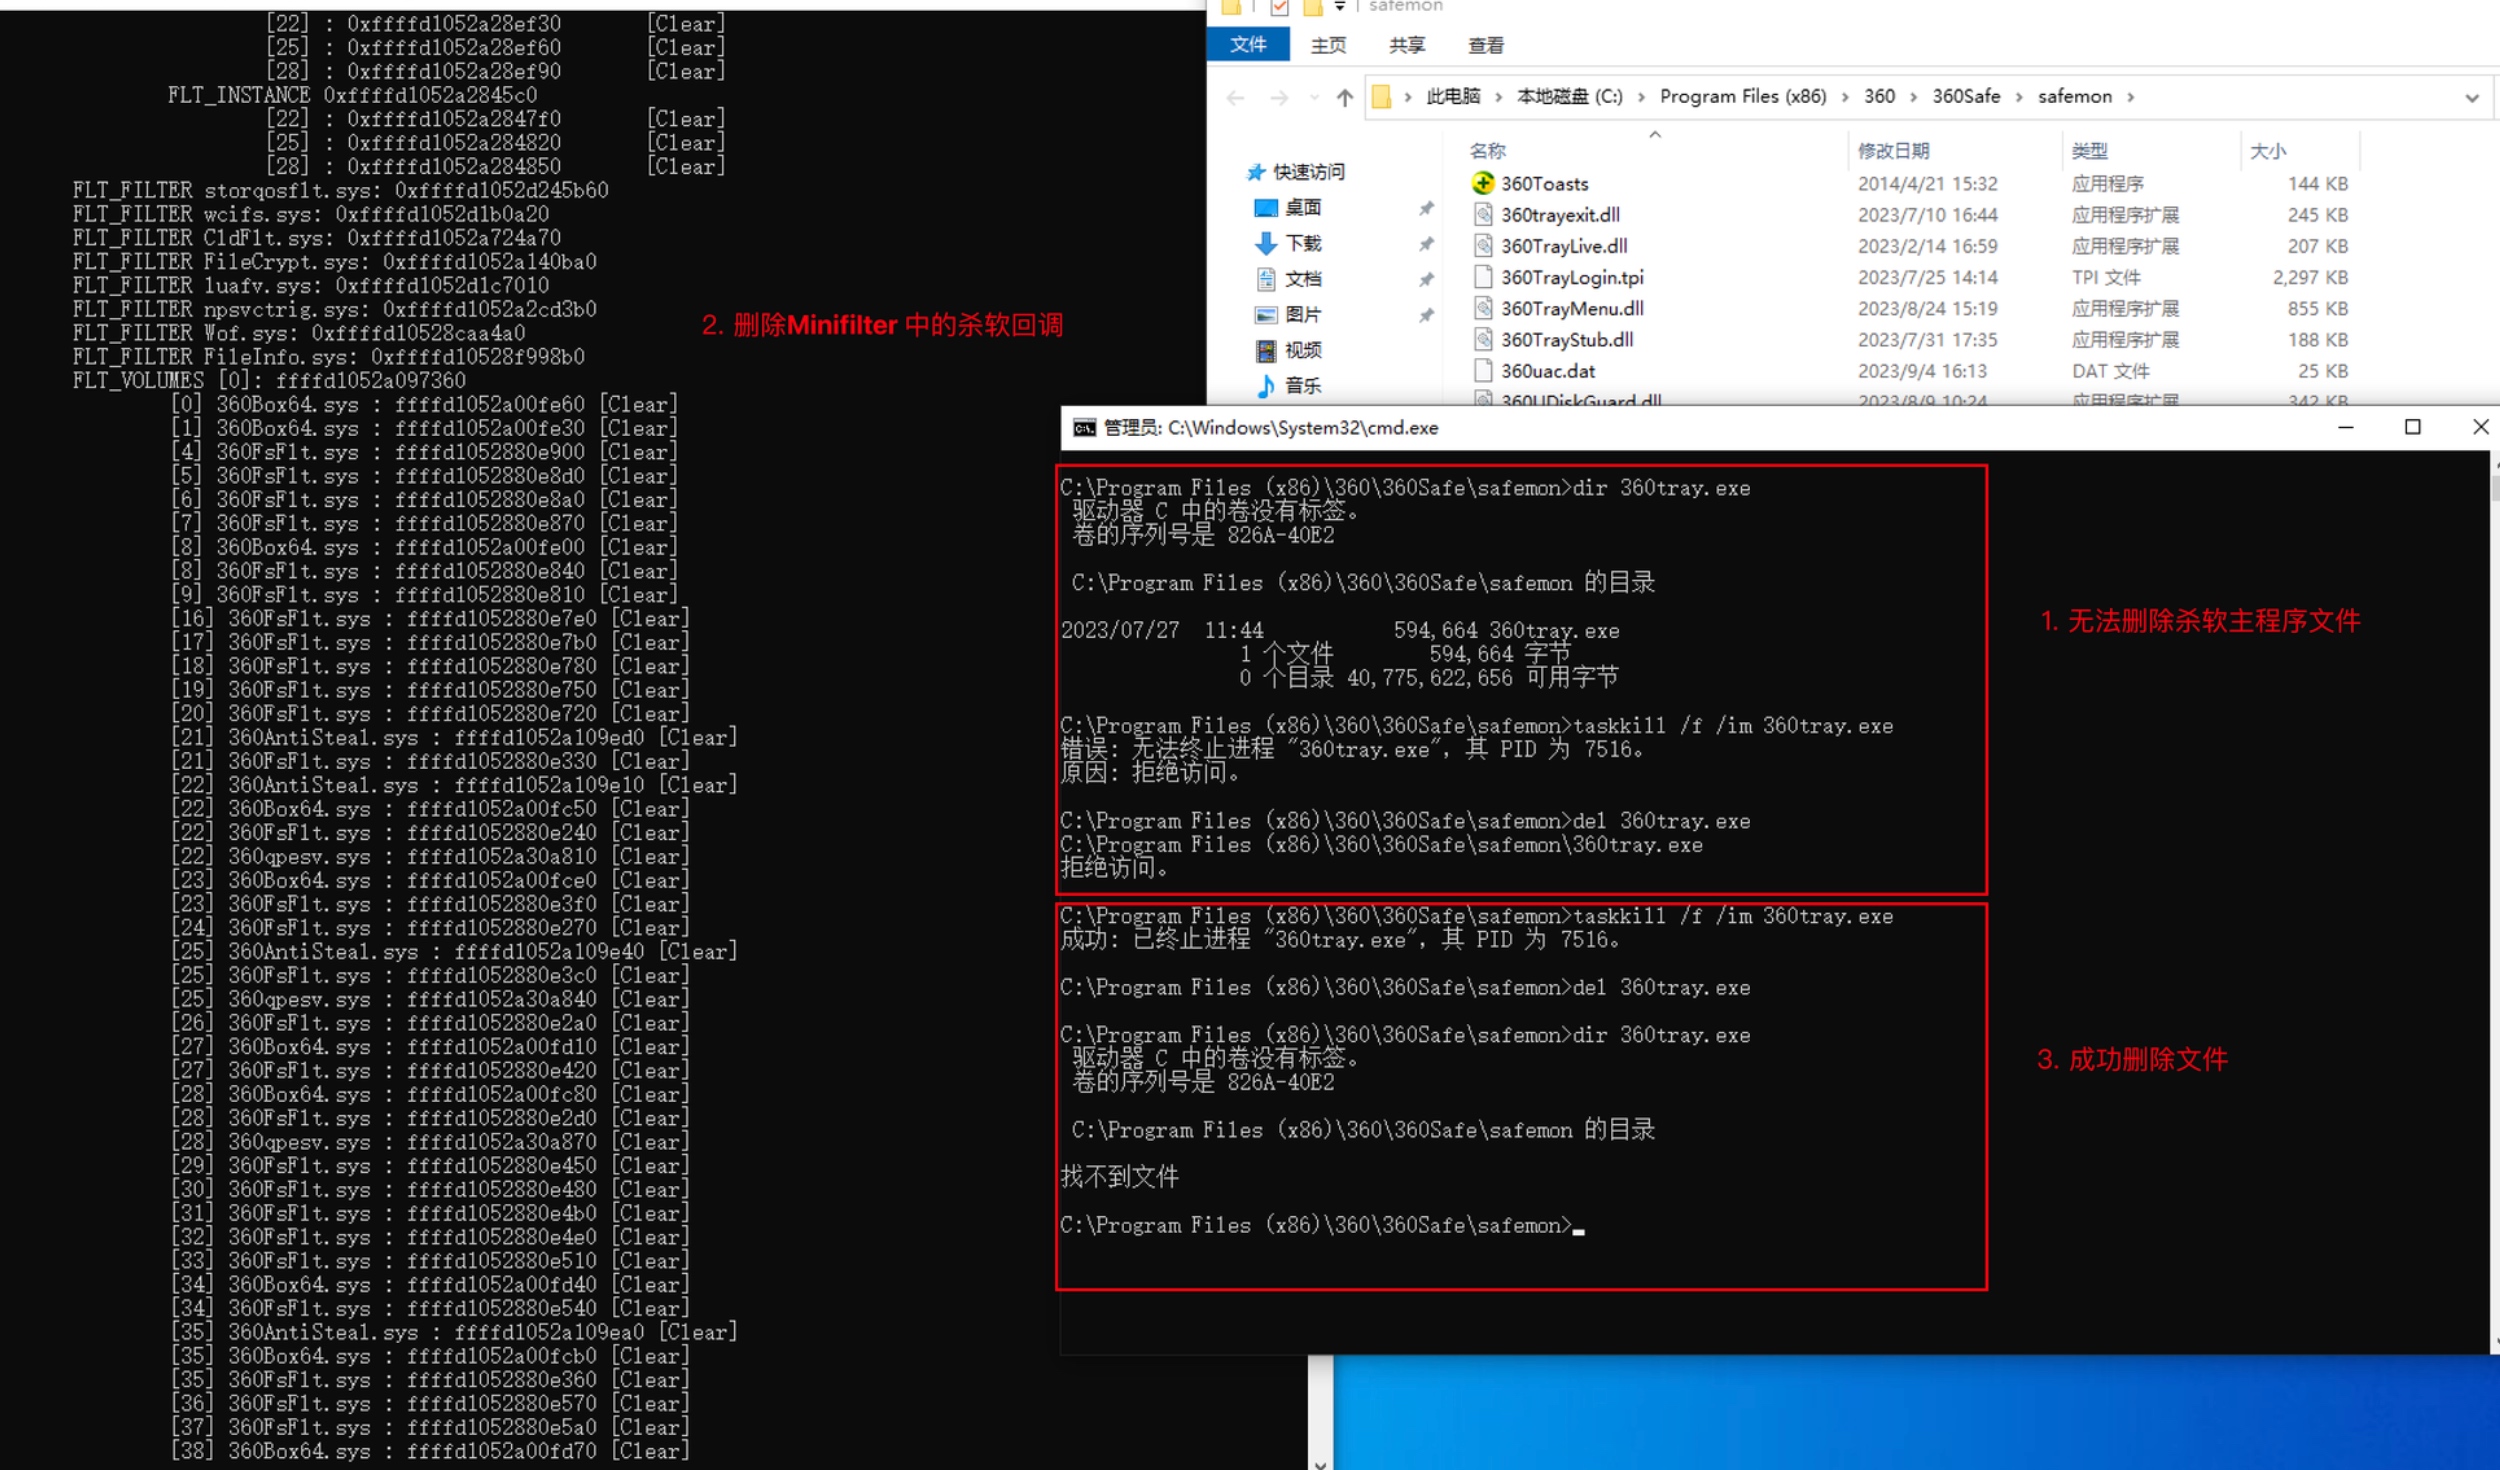 [22] : 0xffffd1052a28ef30 [Clear]
[25] : 0xffffd1052a28ef60 [Clear]
[28] : 0xffffd1052a28ef90 [Clear]
FLT_INSTANCE 0xffffd1052a2845c0
[22] : 0xffffd1052a2847f0 [Clear]
[25] : 0xffffd1052a284820 [Clear]
[28] : 0xffffd1052a284850 [Clear]
FLT_FILTER storqosflt.sys: 0xffffd1052d245b60
FLT_FILTER wcifs.sys: 0xffffd1052d1b0a20
FLT_FILTER CldFlt.sys: 0xffffd1052a724a70
FLT_FILTER FileCrypt.sys: 0xffffd1052a140ba0
FLT_FILTER luafv.sys: 0xffffd1052d1c7010
FLT_FILTER npsvctrig.sys: 0xffffd1052a2cd3b0
FLT_FILTER Wof.sys: 0xffffd10528caa4a0
FLT_FILTER FileInfo.sys: 0xffffd10528f998b0
FLT_VOLUMES [0]: ffffd1052a097360
[0] 360Box64.sys : ffffd1052a00fe60 [Clear]
[1] 360Box64.sys : ffffd1052a00fe30 [Clear]
[4] 360FsFlt.sys : ffffd1052880e900 [Clear]
[5] 360FsFlt.sys : ffffd1052880e8d0 [Clear]
[6] 360FsFlt.sys : ffffd1052880e8a0 [Clear]
[7] 360FsFlt.sys : ffffd1052880e870 [Clear]
[8] 360Box64.sys : ffffd1052a00fe00 [Clear]
[8] 360FsFlt.sys : ffffd1052880e840 [Clear]
[9] 360FsFlt.sys : ffffd1052880e810 [Clear]
[16] 360FsFlt.sys : ffffd1052880e7e0 [Clear]
[17] 360FsFlt.sys : ffffd1052880e7b0 [Clear]
[18] 360FsFlt.sys : ffffd1052880e780 [Clear]
[19] 360FsFlt.sys : ffffd1052880e750 [Clear]
[20] 360FsFlt.sys : ffffd1052880e720 [Clear]
[21] 360AntiSteal.sys : ffffd1052a109ed0 [Clear]
[21] 360FsFlt.sys : ffffd1052880e330 [Clear]
[22] 360AntiSteal.sys : ffffd1052a109e10 [Clear]
[22] 360Box64.sys : ffffd1052a00fc50 [Clear]
[22] 360FsFlt.sys : ffffd1052880e240 [Clear]
[22] 360qpesv.sys : ffffd1052a30a810 [Clear]
[23] 360Box64.sys : ffffd1052a00fce0 [Clear]
[23] 360FsFlt.sys : ffffd1052880e3f0 [Clear]
[24] 360FsFlt.sys : ffffd1052880e270 [Clear]
[25] 360AntiSteal.sys : ffffd1052a109e40 [Clear]
[25] 360FsFlt.sys : ffffd1052880e3c0 [Clear]
[25] 360qpesv.sys : ffffd1052a30a840 [Clear]
[26] 360FsFlt.sys : ffffd1052880e2a0 [Clear]
[27] 360Box64.sys : ffffd1052a00fd10 [Clear]
[27] 360FsFlt.sys : ffffd1052880e420 [Clear]
[28] 360Box64.sys : ffffd1052a00fc80 [Clear]
[28] 360FsFlt.sys : ffffd1052880e2d0 [Clear]
[28] 360qpesv.sys : ffffd1052a30a870 [Clear]
[29] 360FsFlt.sys : ffffd1052880e450 [Clear]
[30] 360FsFlt.sys : ffffd1052880e480 [Clear]
[31] 360FsFlt.sys : ffffd1052880e4b0 [Clear]
[32] 360FsFlt.sys : ffffd1052880e4e0 [Clear]
[33] 360FsFlt.sys : ffffd1052880e510 [Clear]
[34] 360Box64.sys : ffffd1052a00fd40 [Clear]
[34] 360FsFlt.sys : ffffd1052880e540 [Clear]
[35] 360AntiSteal.sys : ffffd1052a109ea0 [Clear]
[35] 360Box64.sys : ffffd1052a00fcb0 [Clear]
[35] 360FsFlt.sys : ffffd1052880e360 [Clear]
[36] 360FsFlt.sys : ffffd1052880e570 [Clear]
[37] 360FsFlt.sys : ffffd1052880e5a0 [Clear]
[38] 360Box64.sys : ffffd1052a00fd70 [Clear]
2. 删除Minifilter 中的杀软回调
safemon
文件 主页 共享 查看
此电脑 › 本地磁盘 (C:) › Program Files (x86) › 360 › 360Safe › safemon ›
快速访问
桌面
下载
文档
图片
视频
音乐
名称 修改日期 类型 大小
360Toasts 2014/4/21 15:32 应用程序 144 KB
360trayexit.dll 2023/7/10 16:44 应用程序扩展 245 KB
360TrayLive.dll 2023/2/14 16:59 应用程序扩展 207 KB
360TrayLogin.tpi 2023/7/25 14:14 TPI 文件 2,297 KB
360TrayMenu.dll 2023/8/24 15:19 应用程序扩展 855 KB
360TrayStub.dll 2023/7/31 17:35 应用程序扩展 188 KB
360uac.dat 2023/9/4 16:13 DAT 文件 25 KB
360UDiskGuard.dll 2023/8/9 10:24 应用程序扩展 342 KB
管理员: C:\Windows\System32\cmd.exe
C:\Program Files (x86)\360\360Safe\safemon>dir 360tray.exe
驱动器 C 中的卷没有标签。
卷的序列号是 826A-40E2
C:\Program Files (x86)\360\360Safe\safemon 的目录
2023/07/27 11:44 594,664 360tray.exe
1 个文件 594,664 字节
0 个目录 40,775,622,656 可用字节
C:\Program Files (x86)\360\360Safe\safemon>taskkill /f /im 360tray.exe
错误: 无法终止进程 "360tray.exe"，其 PID 为 7516。
原因: 拒绝访问。
C:\Program Files (x86)\360\360Safe\safemon>del 360tray.exe
C:\Program Files (x86)\360\360Safe\safemon\360tray.exe
拒绝访问。
1. 无法删除杀软主程序文件
C:\Program Files (x86)\360\360Safe\safemon>taskkill /f /im 360tray.exe
成功: 已终止进程 "360tray.exe"，其 PID 为 7516。
C:\Program Files (x86)\360\360Safe\safemon>del 360tray.exe
C:\Program Files (x86)\360\360Safe\safemon>dir 360tray.exe
驱动器 C 中的卷没有标签。
卷的序列号是 826A-40E2
C:\Program Files (x86)\360\360Safe\safemon 的目录
找不到文件
C:\Program Files (x86)\360\360Safe\safemon>
3. 成功删除文件